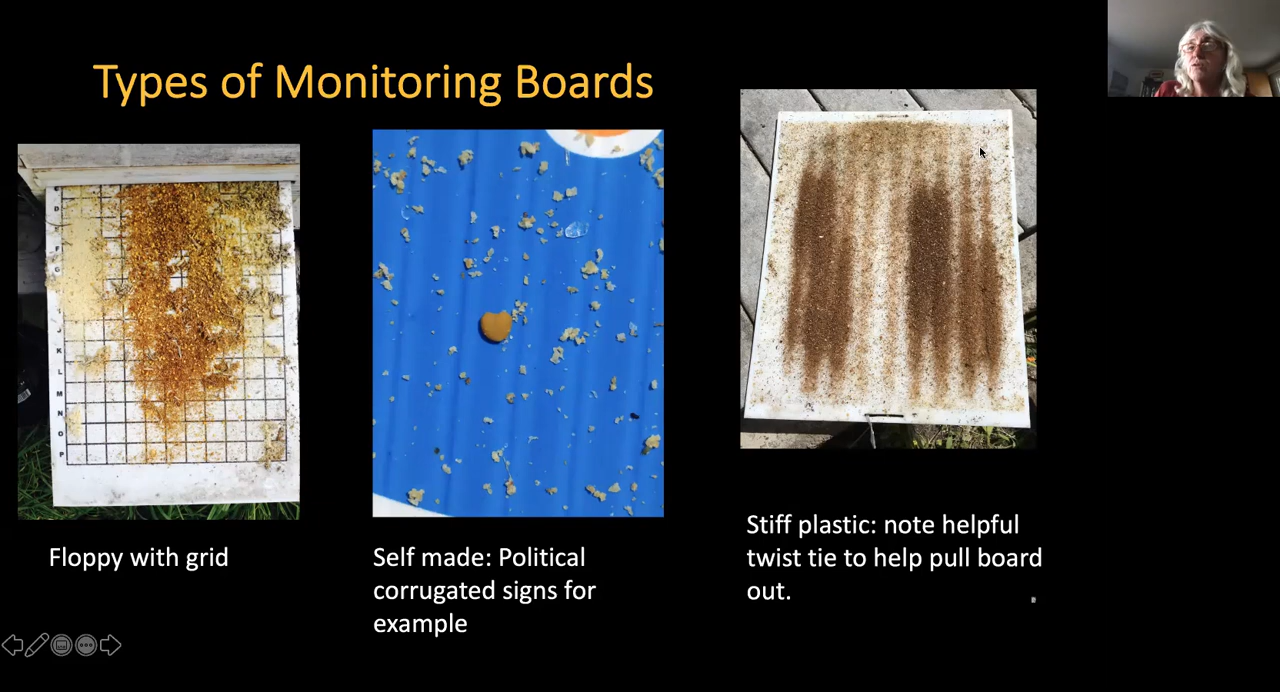 Types of Monitoring Boards
D
F
G
J
K
L
M
N
O
P
Floppy with grid
Self made: Political
corrugated signs for
example
Stiff plastic: note helpful
twist tie to help pull board
out.